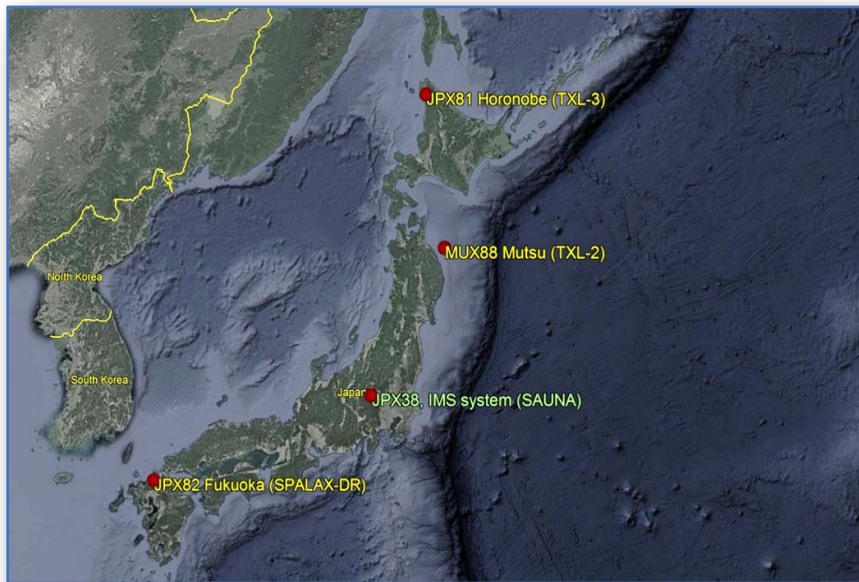 JPX81 Horonobe (TXL-3)
MUX88 Mutsu (TXL-2)
North Korea
South Korea
Japan
JPX38, IMS system (SAUNA)
JPX82 Fukuoka (SPALAX-DR)